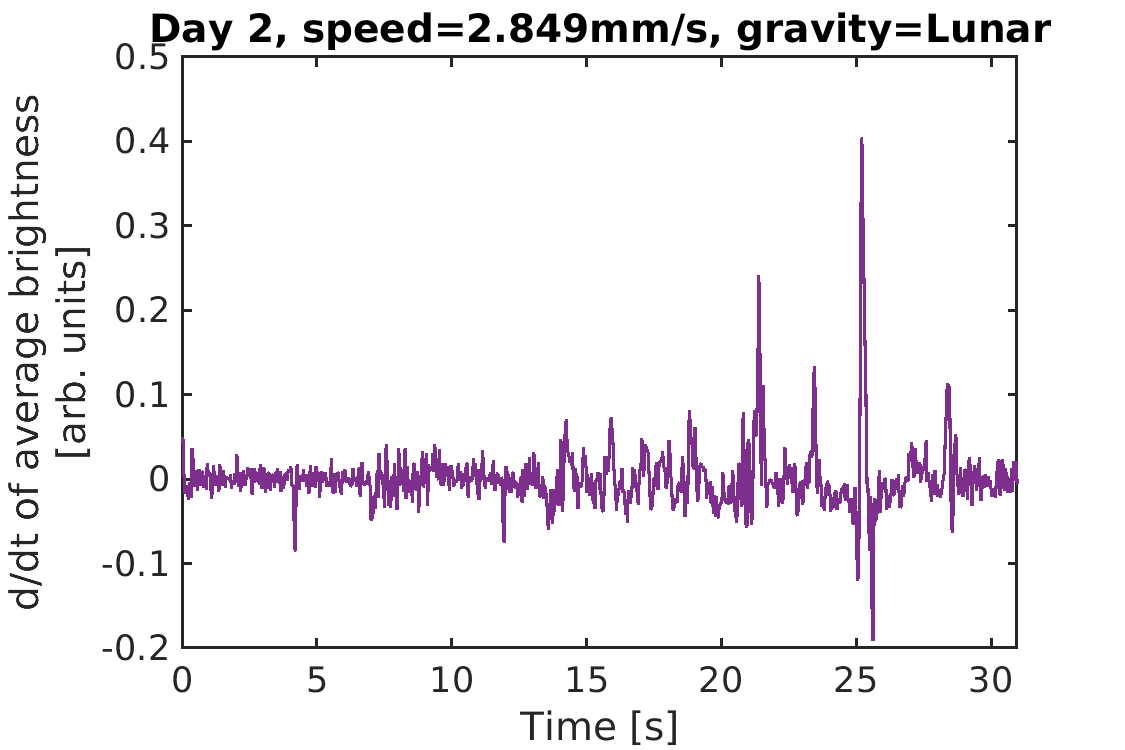 Day 2, speed=2.849mm/s, gravity=Lunar
d/dt of average brightness
[arb. units]
0.5
0.4
0.3
0.2
0.1
0
-0.1
-0.2
0 5 10 15 20 25 30
Time [s]